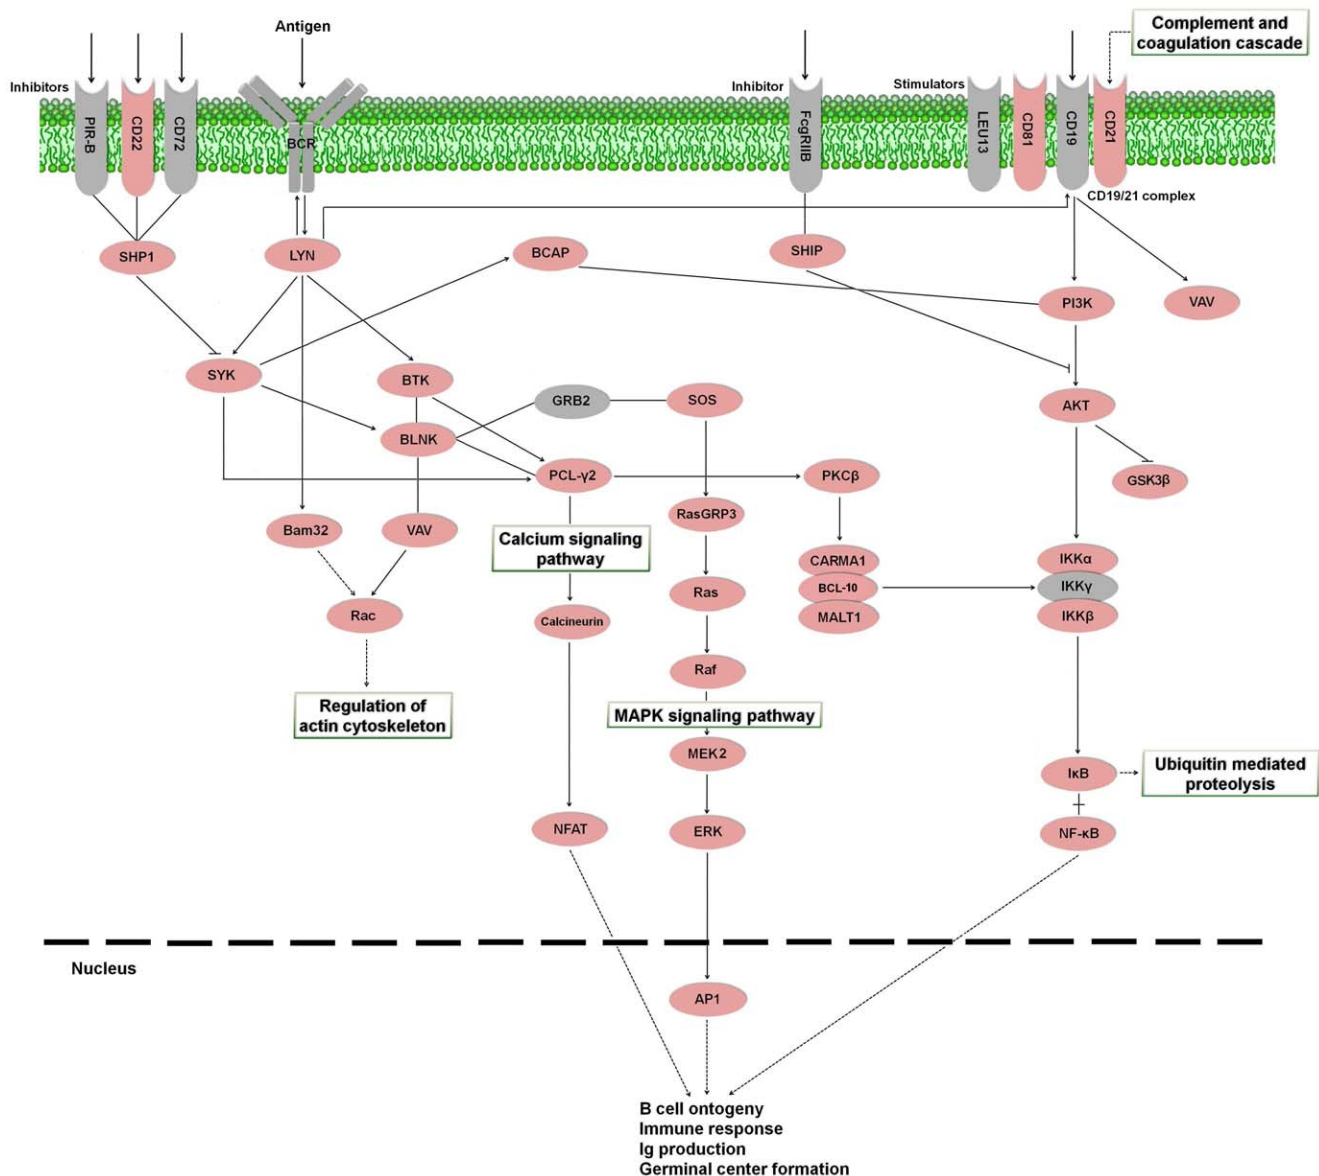 Complement and
coagulation cascade
Antigen
Inhibitors
Inhibitor
Stimulators
PIR-B
CD22
CD72
BCR
FcgRIIB
LEU13
CD81
CD19
CD21
CD19/21 complex
SHP1
LYN
BCAP
SHIP
PI3K
VAV
SYK
BTK
GRB2
SOS
AKT
BLNK
PCL-γ2
PKCβ
GSK3β
Bam32
VAV
RasGRP3
Calcium signaling
pathway
CARMA1
BCL-10
MALT1
IKKα
IKKγ
IKKβ
Ras
Rac
Calcineurin
Raf
Regulation of
actin cytoskeleton
MAPK signaling pathway
MEK2
IκB
Ubiquitin mediated
proteolysis
NFAT
ERK
NF-κB
Nucleus
AP1
B cell ontogeny
Immune response
Ig production
Germinal center formation